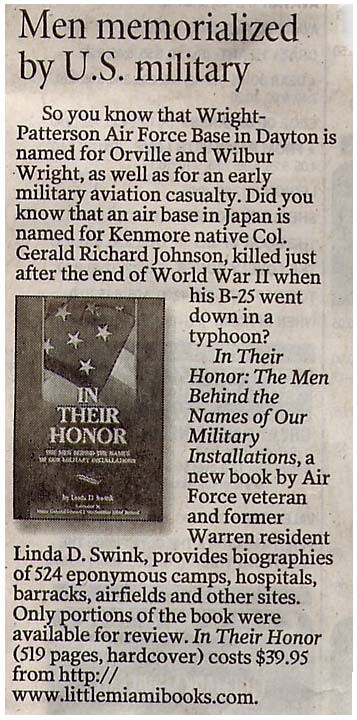 Men memorialized
by U.S. military
So you know that Wright-
Patterson Air Force Base in Dayton is
named for Orville and Wilbur
Wright, as well as for an early
military aviation casualty. Did you
know that an air base in Japan is
named for Kenmore native Col.
Gerald Richard Johnson, killed just
after the end of World War II when
his B-25 went
down in a
typhoon?
In Their
Honor: The Men
Behind the
Names of Our
Military
Installations, a
new book by Air
Force veteran
and former
Warren resident
Linda D. Swink, provides biographies
of 524 eponymous camps, hospitals,
barracks, airfields and other sites.
Only portions of the book were
available for review. In Their Honor
(519 pages, hardcover) costs $39.95
from http://
www.littlemiamibooks.com.
IN
THEIR
HONOR
THE MEN BEHIND THE NAMES
OF OUR MILITARY INSTALLATIONS
by Linda D. Swink